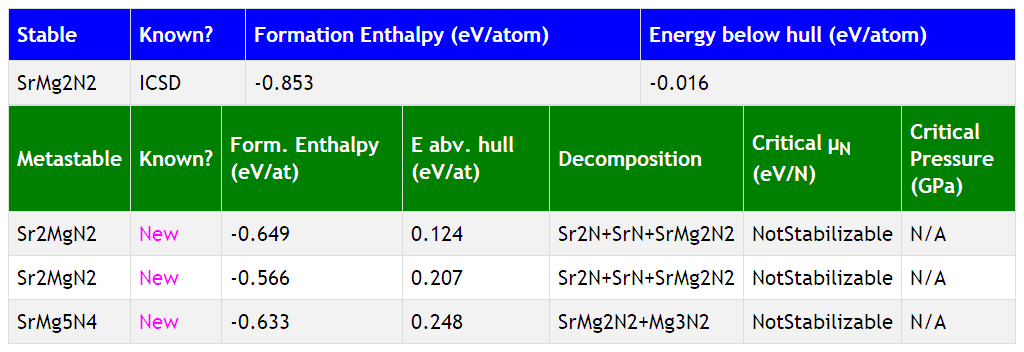 Stable Known? Formation Enthalpy (eV/atom) Energy below hull (eV/atom)
SrMg2N2 ICSD -0.853 -0.016
Metastable Known? Form. Enthalpy (eV/at) E abv. hull (eV/at) Decomposition Critical μN (eV/N) Critical Pressure (GPa)
Sr2MgN2 New -0.649 0.124 Sr2N+SrN+SrMg2N2 NotStabilizable N/A
Sr2MgN2 New -0.566 0.207 Sr2N+SrN+SrMg2N2 NotStabilizable N/A
SrMg5N4 New -0.633 0.248 SrMg2N2+Mg3N2 NotStabilizable N/A